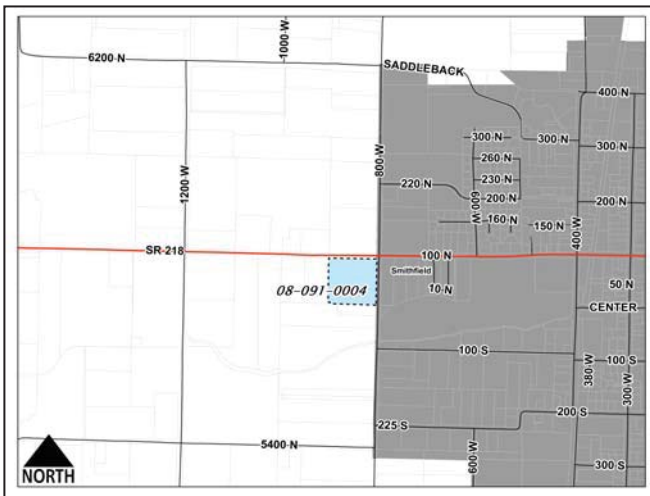 1000 W
6200 N
SADDLEBACK
400 N
300 N
300 N
300 N
800 W
1200 W
260 N
230 N
220 N
200 N
600 W
200 N
160 N
150 N
400 W
SR-218
100 N
Smithfield
08-091-0004
10 N
50 N
CENTER
100 S
100 S
380 W
300 W
200 S
225 S
5400 N
600 W
300 S
NORTH